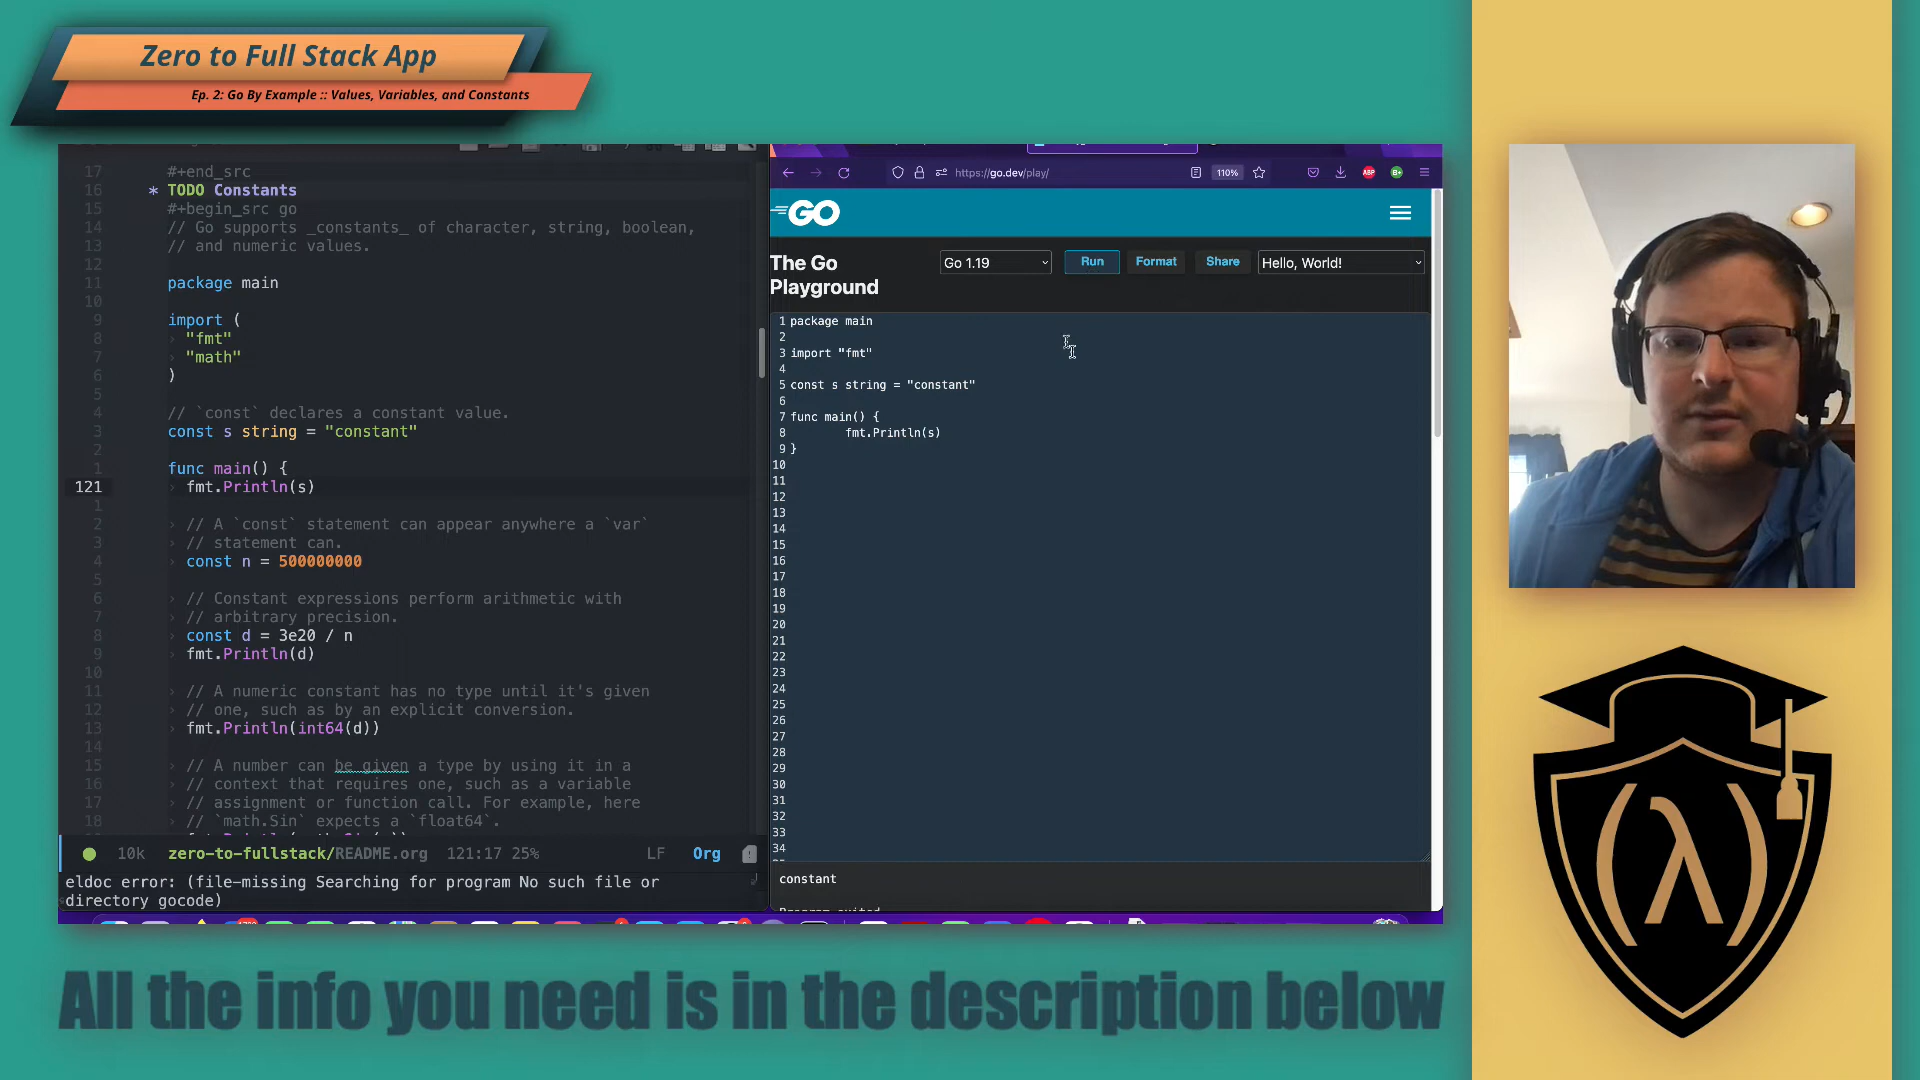 Zero to Full Stack App
Ep. 2: Go By Example :: Values, Variables, and Constants
17 #+end_src
16 * TODO Constants
15 #+begin_src go
14 // Go supports _constants_ of character, string, boolean,
13 // and numeric values.
12
11 package main
10
9 import (
8 "fmt"
7 "math"
6 )
5
4 // `const` declares a constant value.
3 const s string = "constant"
2
1 func main() {
121 fmt.Println(s)
1
2 // A `const` statement can appear anywhere a `var`
3 // statement can.
4 const n = 500000000
5
6 // Constant expressions perform arithmetic with
7 // arbitrary precision.
8 const d = 3e20 / n
9 fmt.Println(d)
10
11 // A numeric constant has no type until it's given
12 // one, such as by an explicit conversion.
13 fmt.Println(int64(d))
14
15 // A number can be given a type by using it in a
16 // context that requires one, such as a variable
17 // assignment or function call. For example, here
18 // `math.Sin` expects a `float64`.
10k zero-to-fullstack/README.org 121:17 25% LF Org
eldoc error: (file-missing Searching for program No such file or
directory gocode)
https://go.dev/play/ 110% ABP B+
GO
The Go
Playground
Go 1.19 Run Format Share Hello, World!
1 package main
2
3 import "fmt"
4
5 const s string = "constant"
6
7 func main() {
8 fmt.Println(s)
9 }
10
11
12
13
14
15
16
17
18
19
20
21
22
23
24
25
26
27
28
29
30
31
32
33
34
constant
Program exited.
(λ)
All the info you need is in the description below